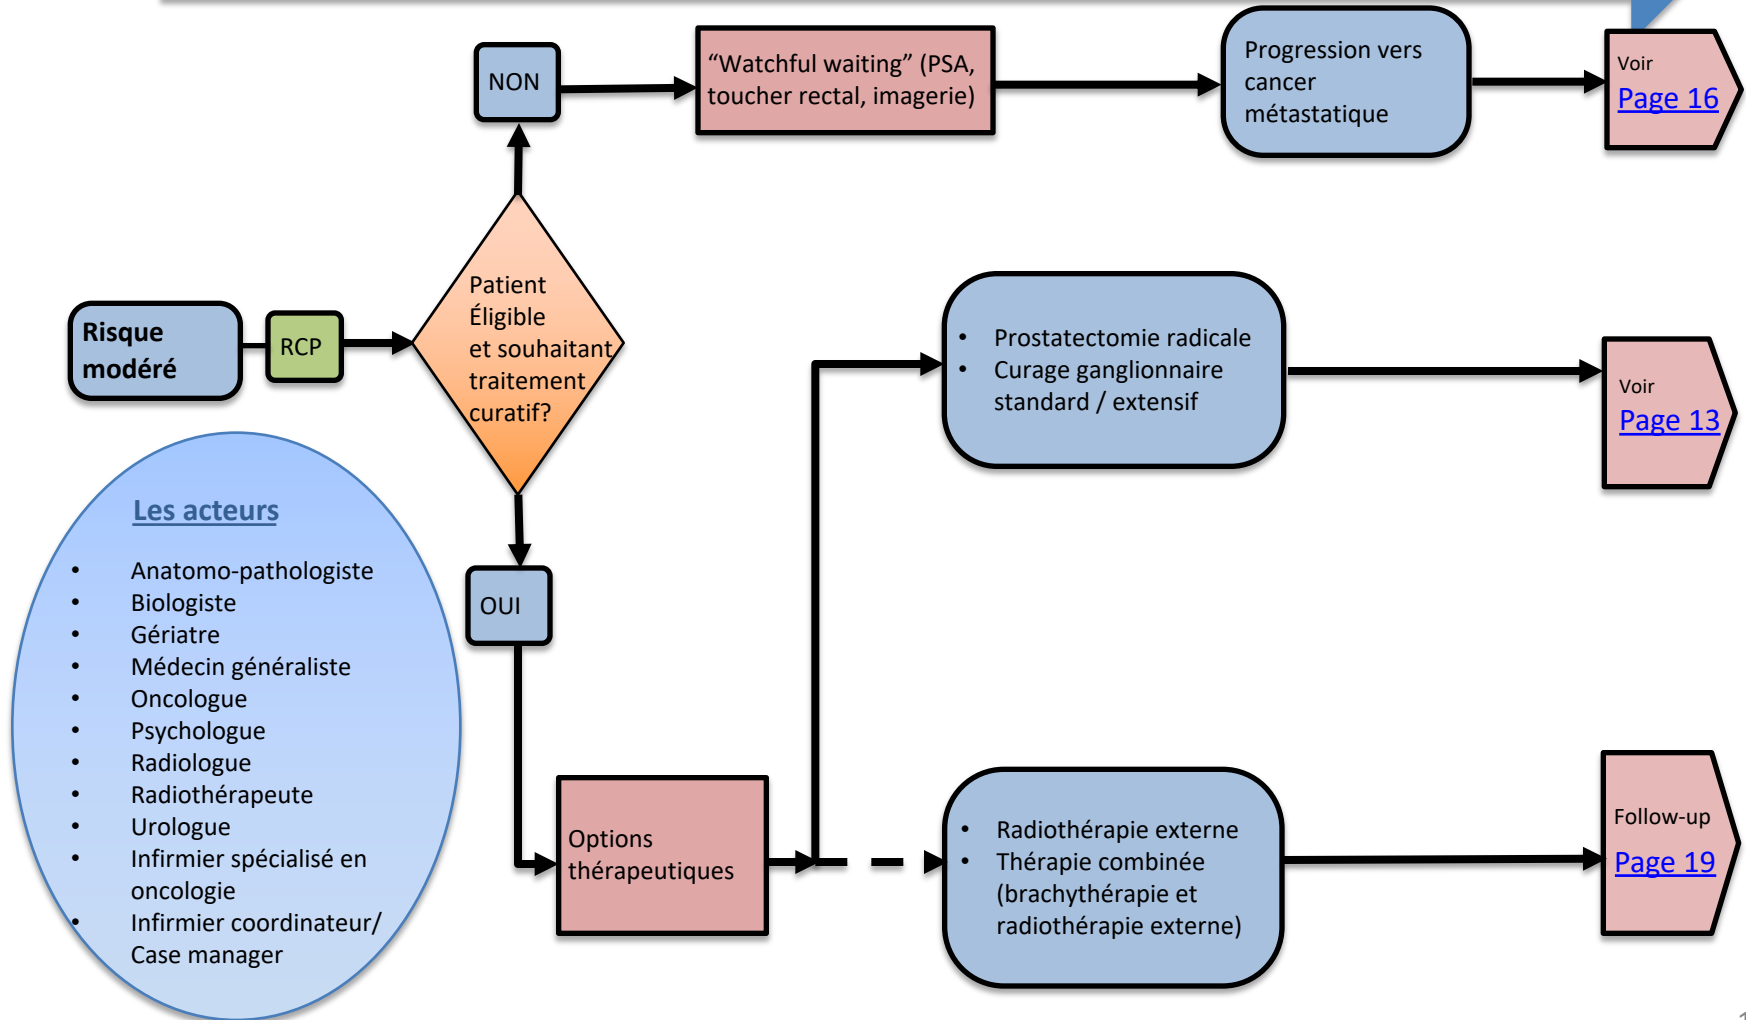 NON
“Watchful waiting” (PSA,
toucher rectal, imagerie)
Progression vers
cancer
métastatique
Voir
Page 16
Risque
modéré
RCP
Patient
Éligible
et souhaitant
traitement
curatif?
• Prostatectomie radicale
• Curage ganglionnaire
standard / extensif
Voir
Page 13
Les acteurs
• Anatomo-pathologiste
• Biologiste
• Gériatre
• Médecin généraliste
• Oncologue
• Psychologue
• Radiologue
• Radiothérapeute
• Urologue
• Infirmier spécialisé en
oncologie
• Infirmier coordinateur/
Case manager
OUI
Options
thérapeutiques
• Radiothérapie externe
• Thérapie combinée
(brachythérapie et
radiothérapie externe)
Follow-up
Page 19